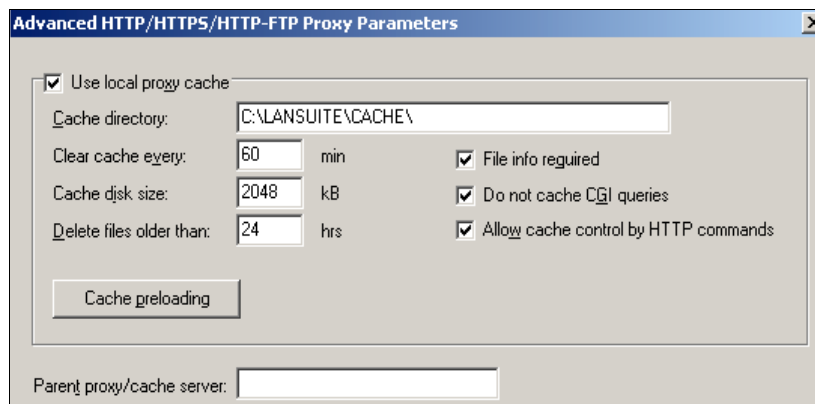 Advanced HTTP/HTTPS/HTTP-FTP Proxy Parameters
Use local proxy cache
Cache directory: C:\LANSUITE\CACHE\
Clear cache every: 60 min File info reguired
Cache disk size: 2048 kB Do not cache CGI queries
Delete files older than: 24 hrs Allow cache control by HTTP commands
Cache preloading
Parent proxy/cache server: